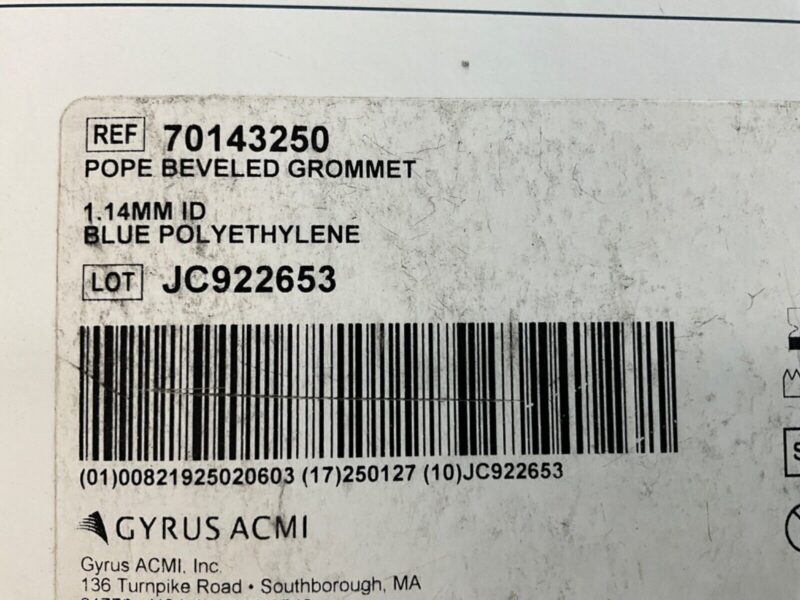 REF 70143250
POPE BEVELED GROMMET
1.14MM ID
BLUE POLYETHYLENE
LOT JC922653
(01)00821925020603 (17)250127 (10)JC922653
GYRUS ACMI
Gyrus ACMI, Inc.
136 Turnpike Road • Southborough, MA